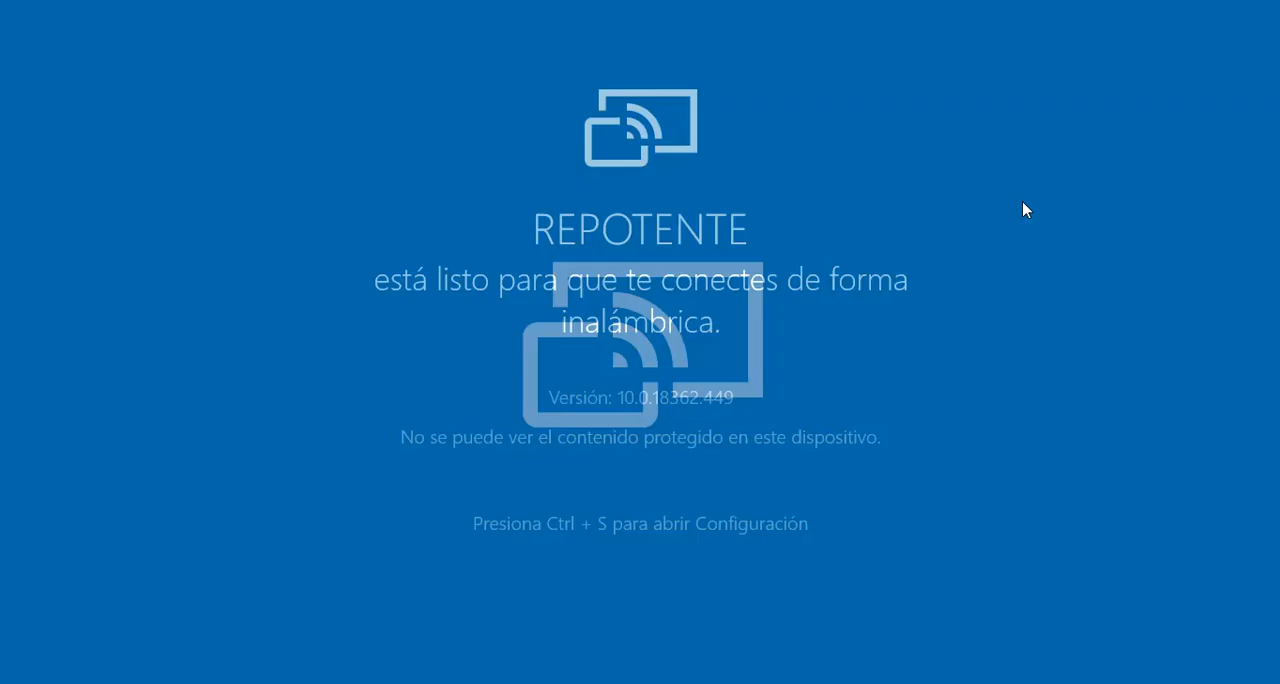 REPOTENTE
está listo para que te conectes de forma
inalámbrica.
Versión: 10.0.18362.449
No se puede ver el contenido protegido en este dispositivo.
Presiona Ctrl + S para abrir Configuración